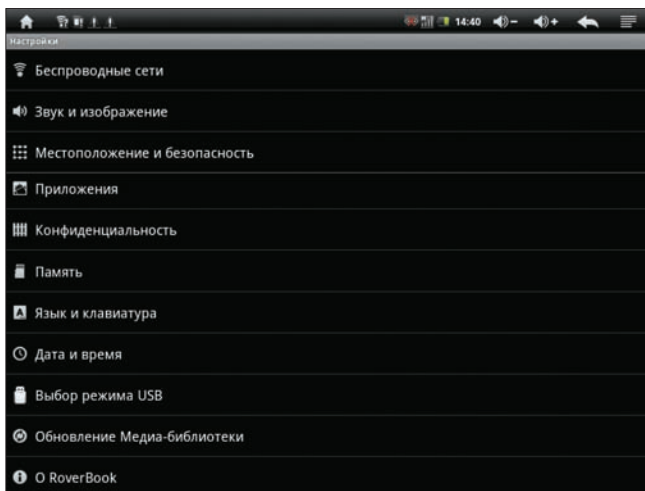 14:40
Настройки
Беспроводные сети
Звук и изображение
Местоположение и безопасность
Приложения
Конфиденциальность
Память
Язык и клавиатура
Дата и время
Выбор режима USB
Обновление Медиа-библиотеки
О RoverBook